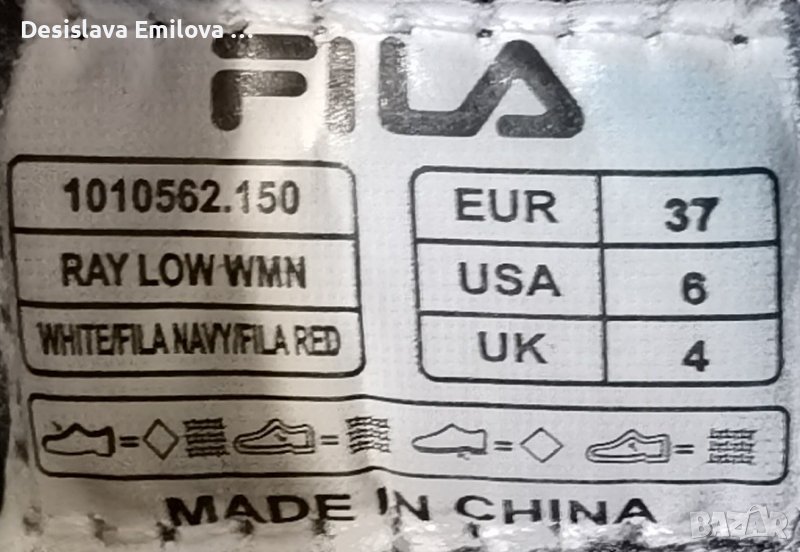 Desislava Emilova ...
FILA
1010562.150
RAY LOW WMN
WHITE/FILA NAVY/FILA RED
EUR 37
USA 6
UK 4
MADE IN CHINA
BAZAR